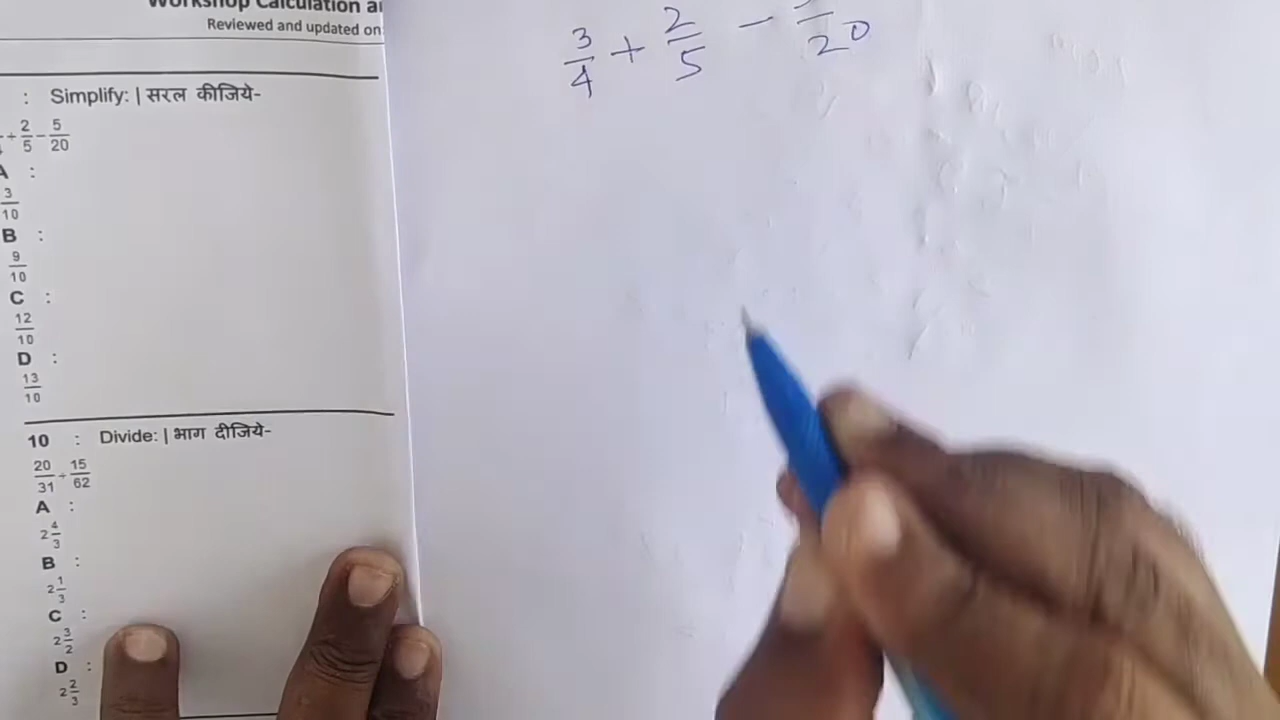 Workshop Calculation
Reviewed and updated on
: Simplify: | सरल कीजिये-
+ 2/5 - 5/20
A :
3/10
B :
9/10
C :
12/10
D :
13/10
10 : Divide: | भाग दीजिये-
20/31 ÷ 15/62
A :
2 4/3
B :
2 1/3
C :
2 3/2
D :
2 2/3
3/4 + 2/5 - /20